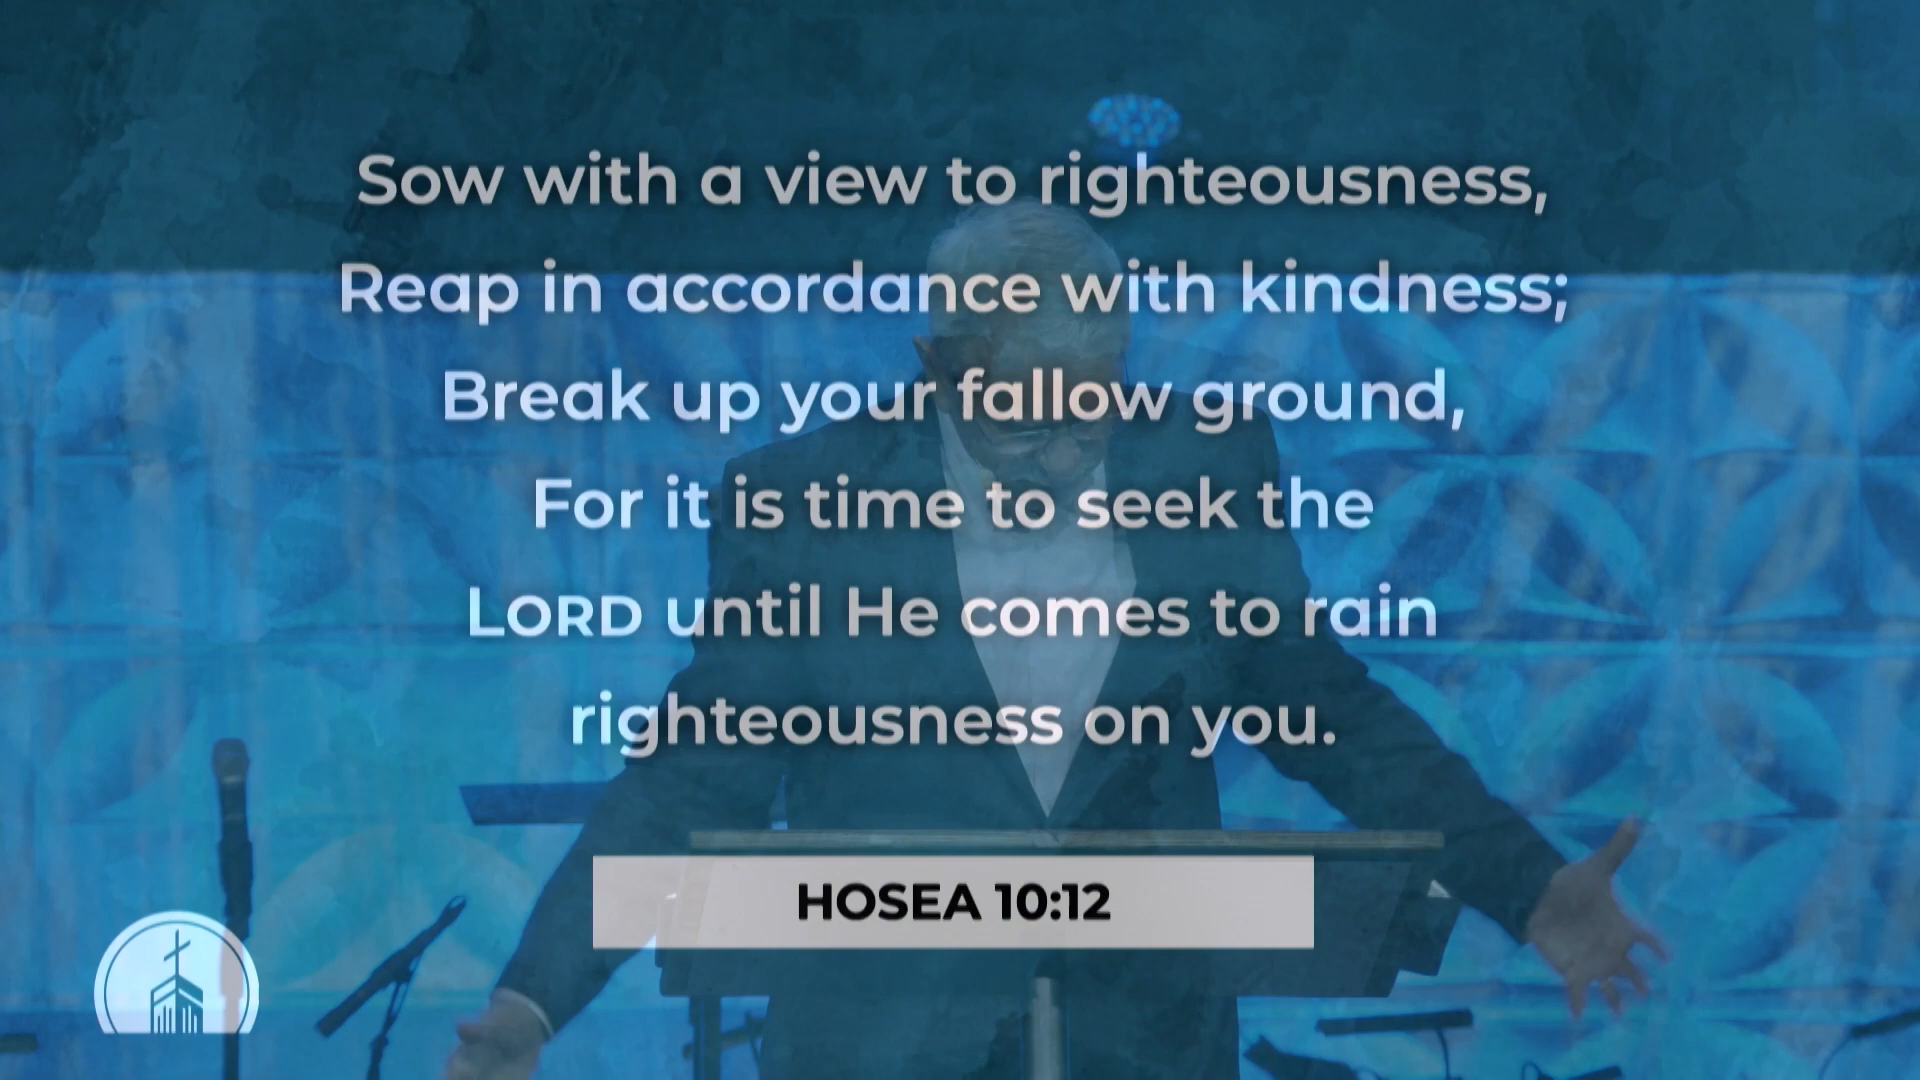 Sow with a view to righteousness,
Reap in accordance with kindness;
Break up your fallow ground,
For it is time to seek the
LORD until He comes to rain
righteousness on you.
HOSEA 10:12